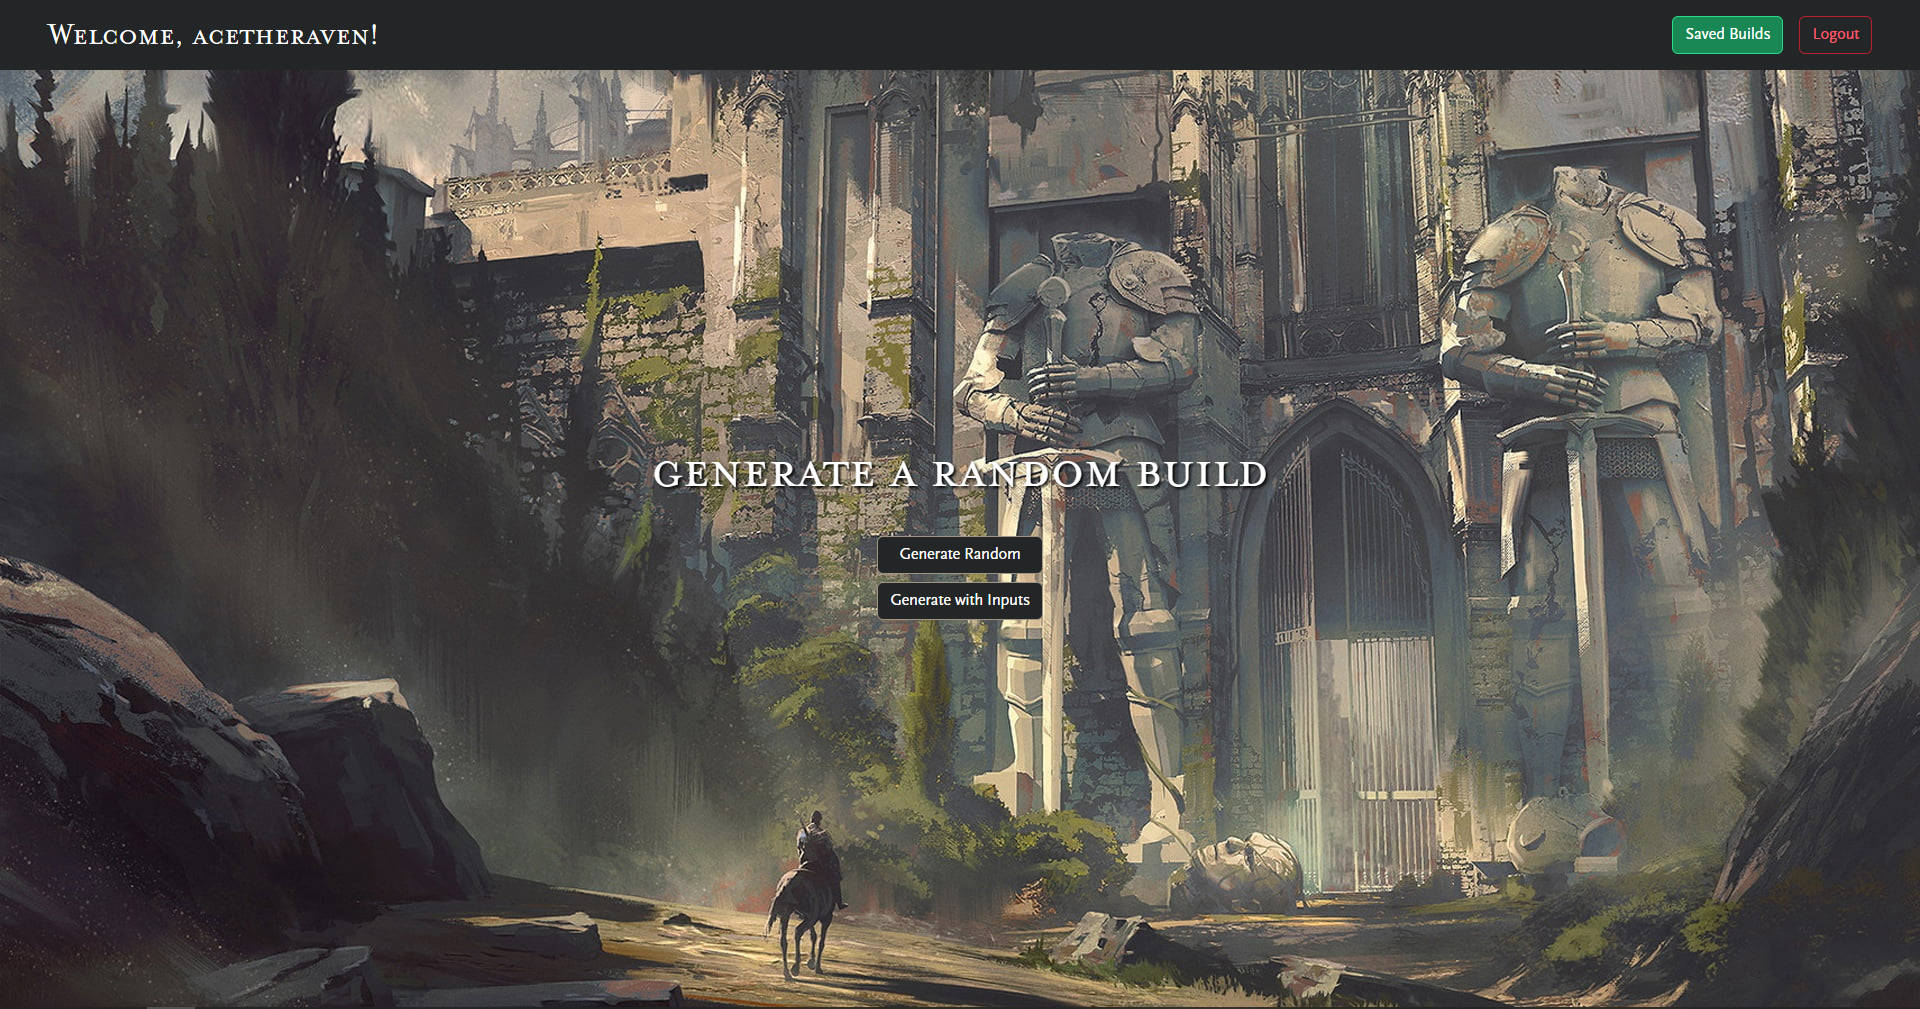 Welcome, acetheraven!
Saved Builds
Logout
GENERATE A RANDOM BUILD
Generate Random
Generate with Inputs